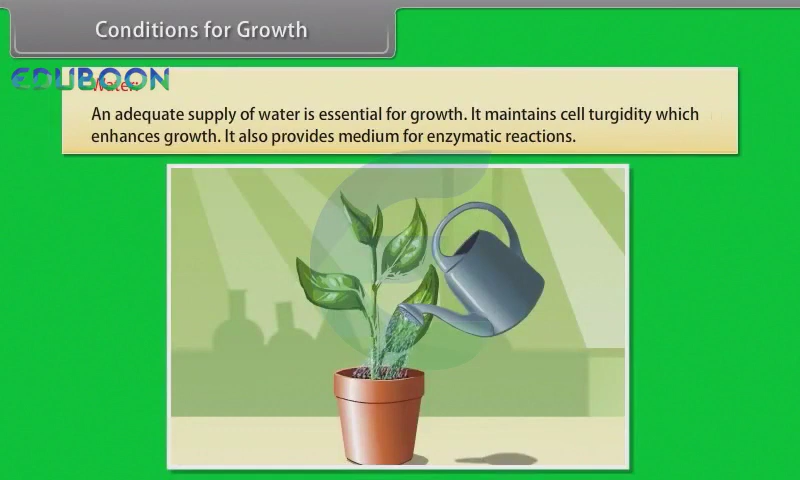 Conditions for Growth
EDUBOON
Water:
An adequate supply of water is essential for growth. It maintains cell turgidity which
enhances growth. It also provides medium for enzymatic reactions.